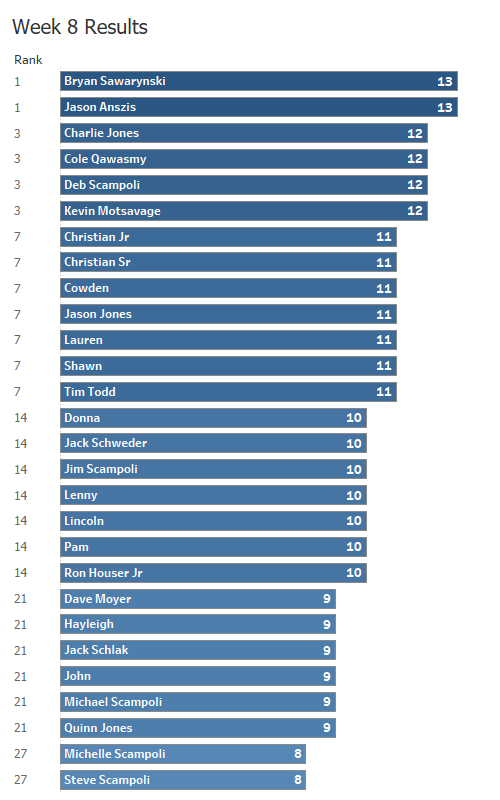 Week 8 Results
Rank
1 Bryan Sawarynski 13
1 Jason Anszis 13
3 Charlie Jones 12
3 Cole Qawasmy 12
3 Deb Scampoli 12
3 Kevin Motsavage 12
7 Christian Jr 11
7 Christian Sr 11
7 Cowden 11
7 Jason Jones 11
7 Lauren 11
7 Shawn 11
7 Tim Todd 11
14 Donna 10
14 Jack Schweder 10
14 Jim Scampoli 10
14 Lenny 10
14 Lincoln 10
14 Pam 10
14 Ron Houser Jr 10
21 Dave Moyer 9
21 Hayleigh 9
21 Jack Schlak 9
21 John 9
21 Michael Scampoli 9
21 Quinn Jones 9
27 Michelle Scampoli 8
27 Steve Scampoli 8